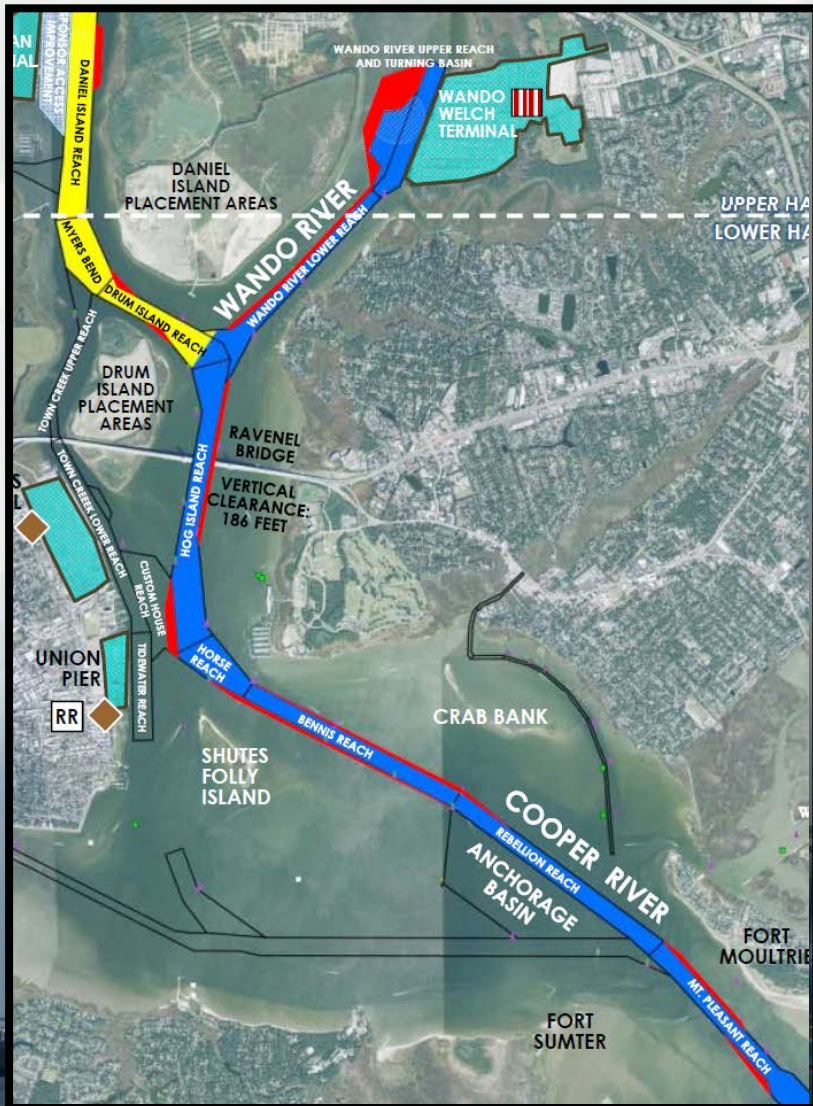 SPONSOR ACCESS
IMPROVEMENT
DANIEL ISLAND REACH
WANDO RIVER UPPER REACH
AND TURNING BASIN
WANDO
WELCH
TERMINAL
DANIEL
ISLAND
PLACEMENT AREAS
UPPER HA
LOWER HA
WANDO RIVER
WANDO RIVER LOWER REACH
MYERS BEND
DRUM ISLAND REACH
TOWN CREEK UPPER REACH
DRUM
ISLAND
PLACEMENT
AREAS
RAVENEL
BRIDGE
VERTICAL
CLEARANCE:
186 FEET
HOG ISLAND REACH
S
L
TOWN CREEEK LOWER REACH
CUSTOM HOUSE
REACH
TIDEWATER REACH
UNION
PIER
RR
HORSE
REACH
BENNIS REACH
CRAB BANK
SHUTES
FOLLY
ISLAND
COOPER RIVER
REBELLION REACH
ANCHORAGE
BASIN
FORT
MOULTRIE
MT. PLEASANT REACH
FORT
SUMTER